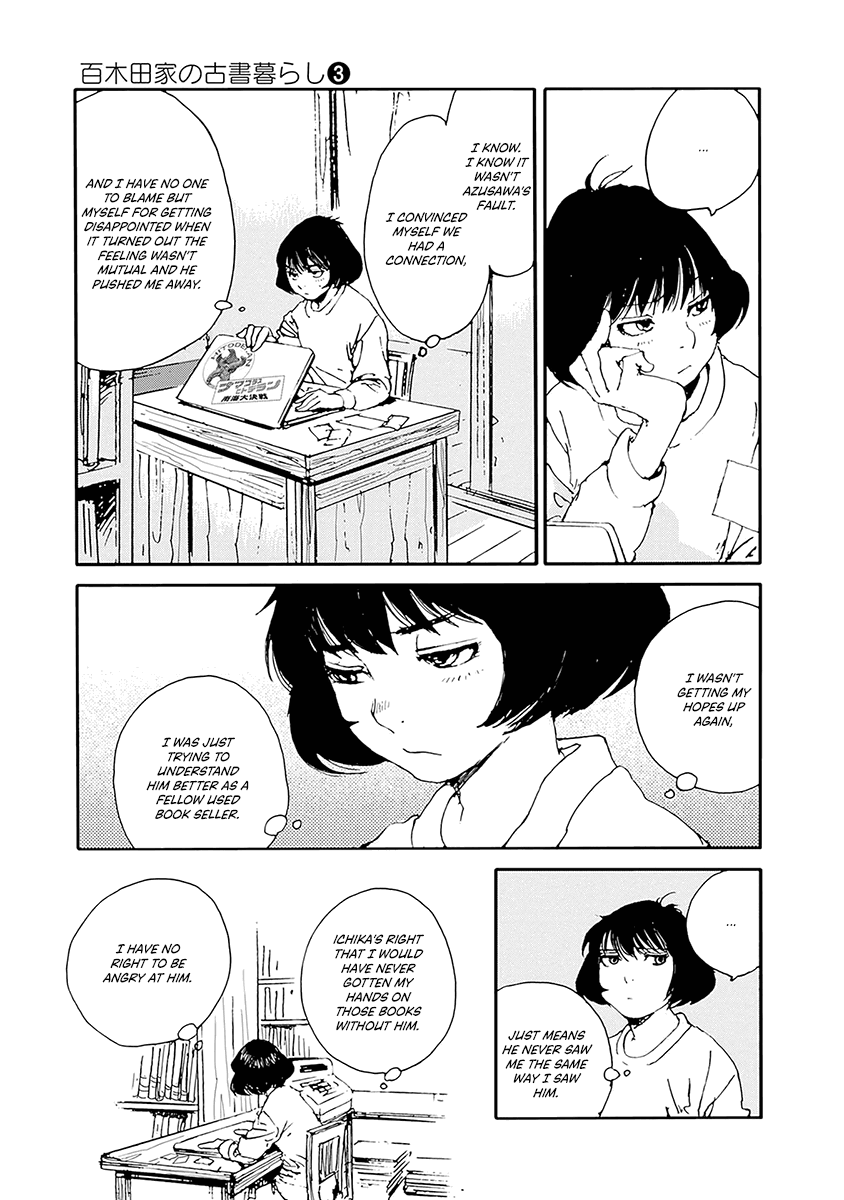 百木田家の古書暮らし❸
...
I KNOW.
I KNOW IT
WASN'T
AZUSAWA'S
FAULT.
I CONVINCED
MYSELF WE
HAD A
CONNECTION,
AND I HAVE NO ONE
TO BLAME BUT
MYSELF FOR GETTING
DISAPPOINTED WHEN
IT TURNED OUT THE
FEELING WASN'T
MUTUAL AND HE
PUSHED ME AWAY.
南海大決戦
I WASN'T
GETTING MY
HOPES UP
AGAIN,
I WAS JUST
TRYING TO
UNDERSTAND
HIM BETTER AS A
FELLOW USED
BOOK SELLER.
...
JUST MEANS
HE NEVER SAW
ME THE SAME
WAY I SAW
HIM.
ICHIKA'S RIGHT
THAT I WOULD
HAVE NEVER
GOTTEN MY
HANDS ON
THOSE BOOKS
WITHOUT HIM.
I HAVE NO
RIGHT TO BE
ANGRY AT HIM.